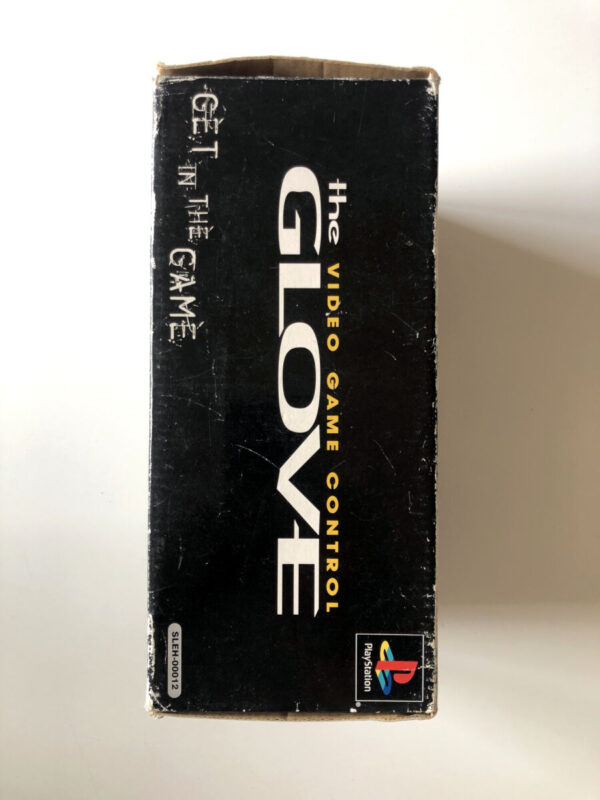 the VIDEO GAME CONTROL
GLOVE
GET IN THE GAME
PlayStation
SLEH-00012